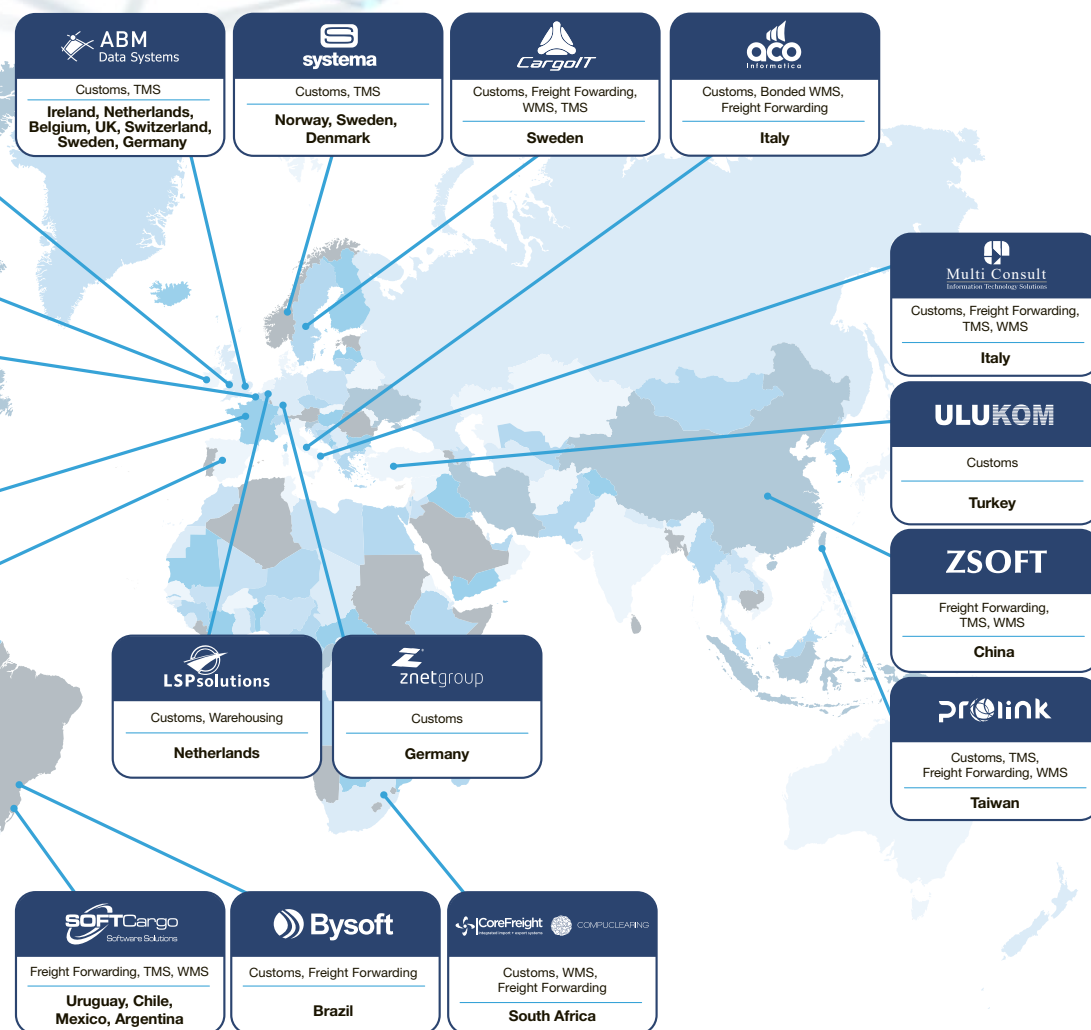 ABM
Data Systems
Customs, TMS
Ireland, Netherlands,
Belgium, UK, Switzerland,
Sweden, Germany
systema
Customs, TMS
Norway, Sweden,
Denmark
CargoIT
Customs, Freight Fowarding,
WMS, TMS
Sweden
aco
Informatica
Customs, Bonded WMS,
Freight Forwarding
Italy
Multi Consult
Information Technology Solutions
Customs, Freight Forwarding,
TMS, WMS
Italy
ULUKOM
Customs
Turkey
ZSOFT
Freight Forwarding,
TMS, WMS
China
prolink
Customs, TMS,
Freight Forwarding, WMS
Taiwan
LSPsolutions
Customs, Warehousing
Netherlands
znetgroup
Customs
Germany
SOFTCargo
Software Solutions
Freight Forwarding, TMS, WMS
Uruguay, Chile,
Mexico, Argentina
Bysoft
Customs, Freight Forwarding
Brazil
CoreFreight
integrated import + export systems
COMPUCLEARING
Customs, WMS,
Freight Forwarding
South Africa